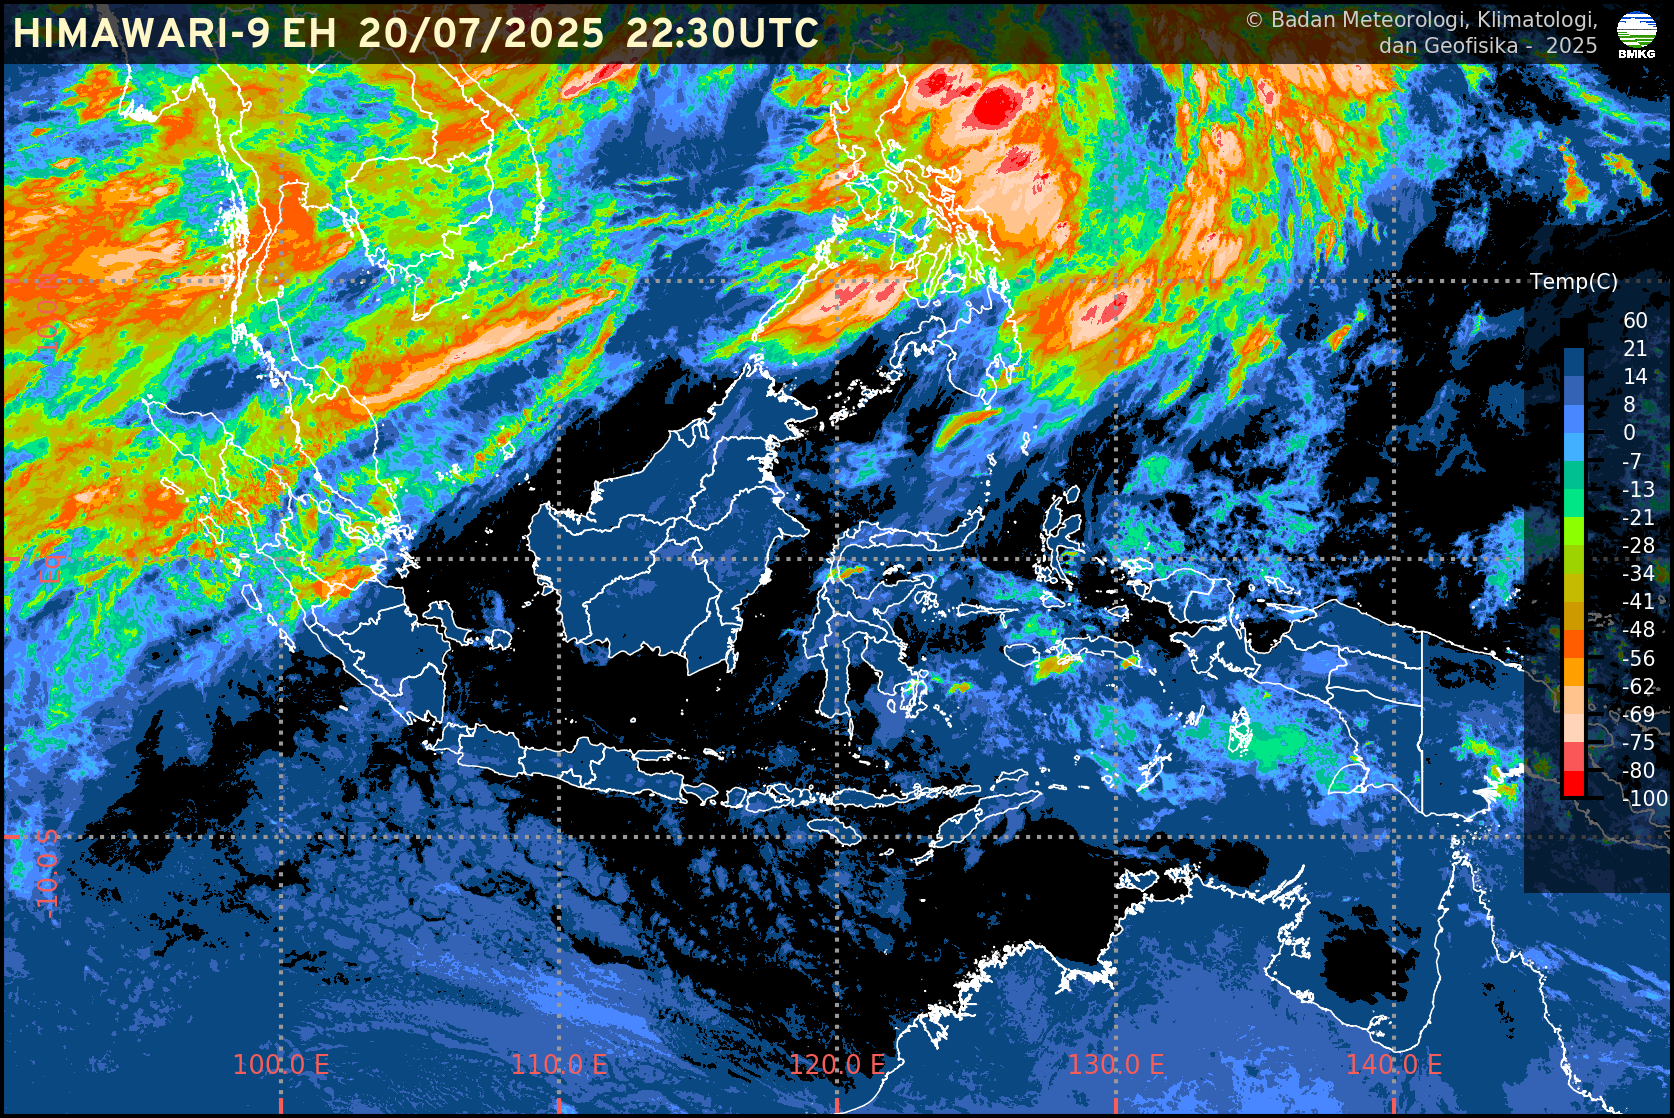 HIMAWARI-9 EH 20/07/2025 22:30UTC
© Badan Meteorologi, Klimatologi,
dan Geofisika - 2025
BMKG
Temp(C)
60
21
14
8
0
-7
-13
-21
-28
-34
-41
-48
-56
-62
-69
-75
-80
-100
-10.0 S
100.0 E
110.0 E
120.0 E
130.0 E
140.0 E